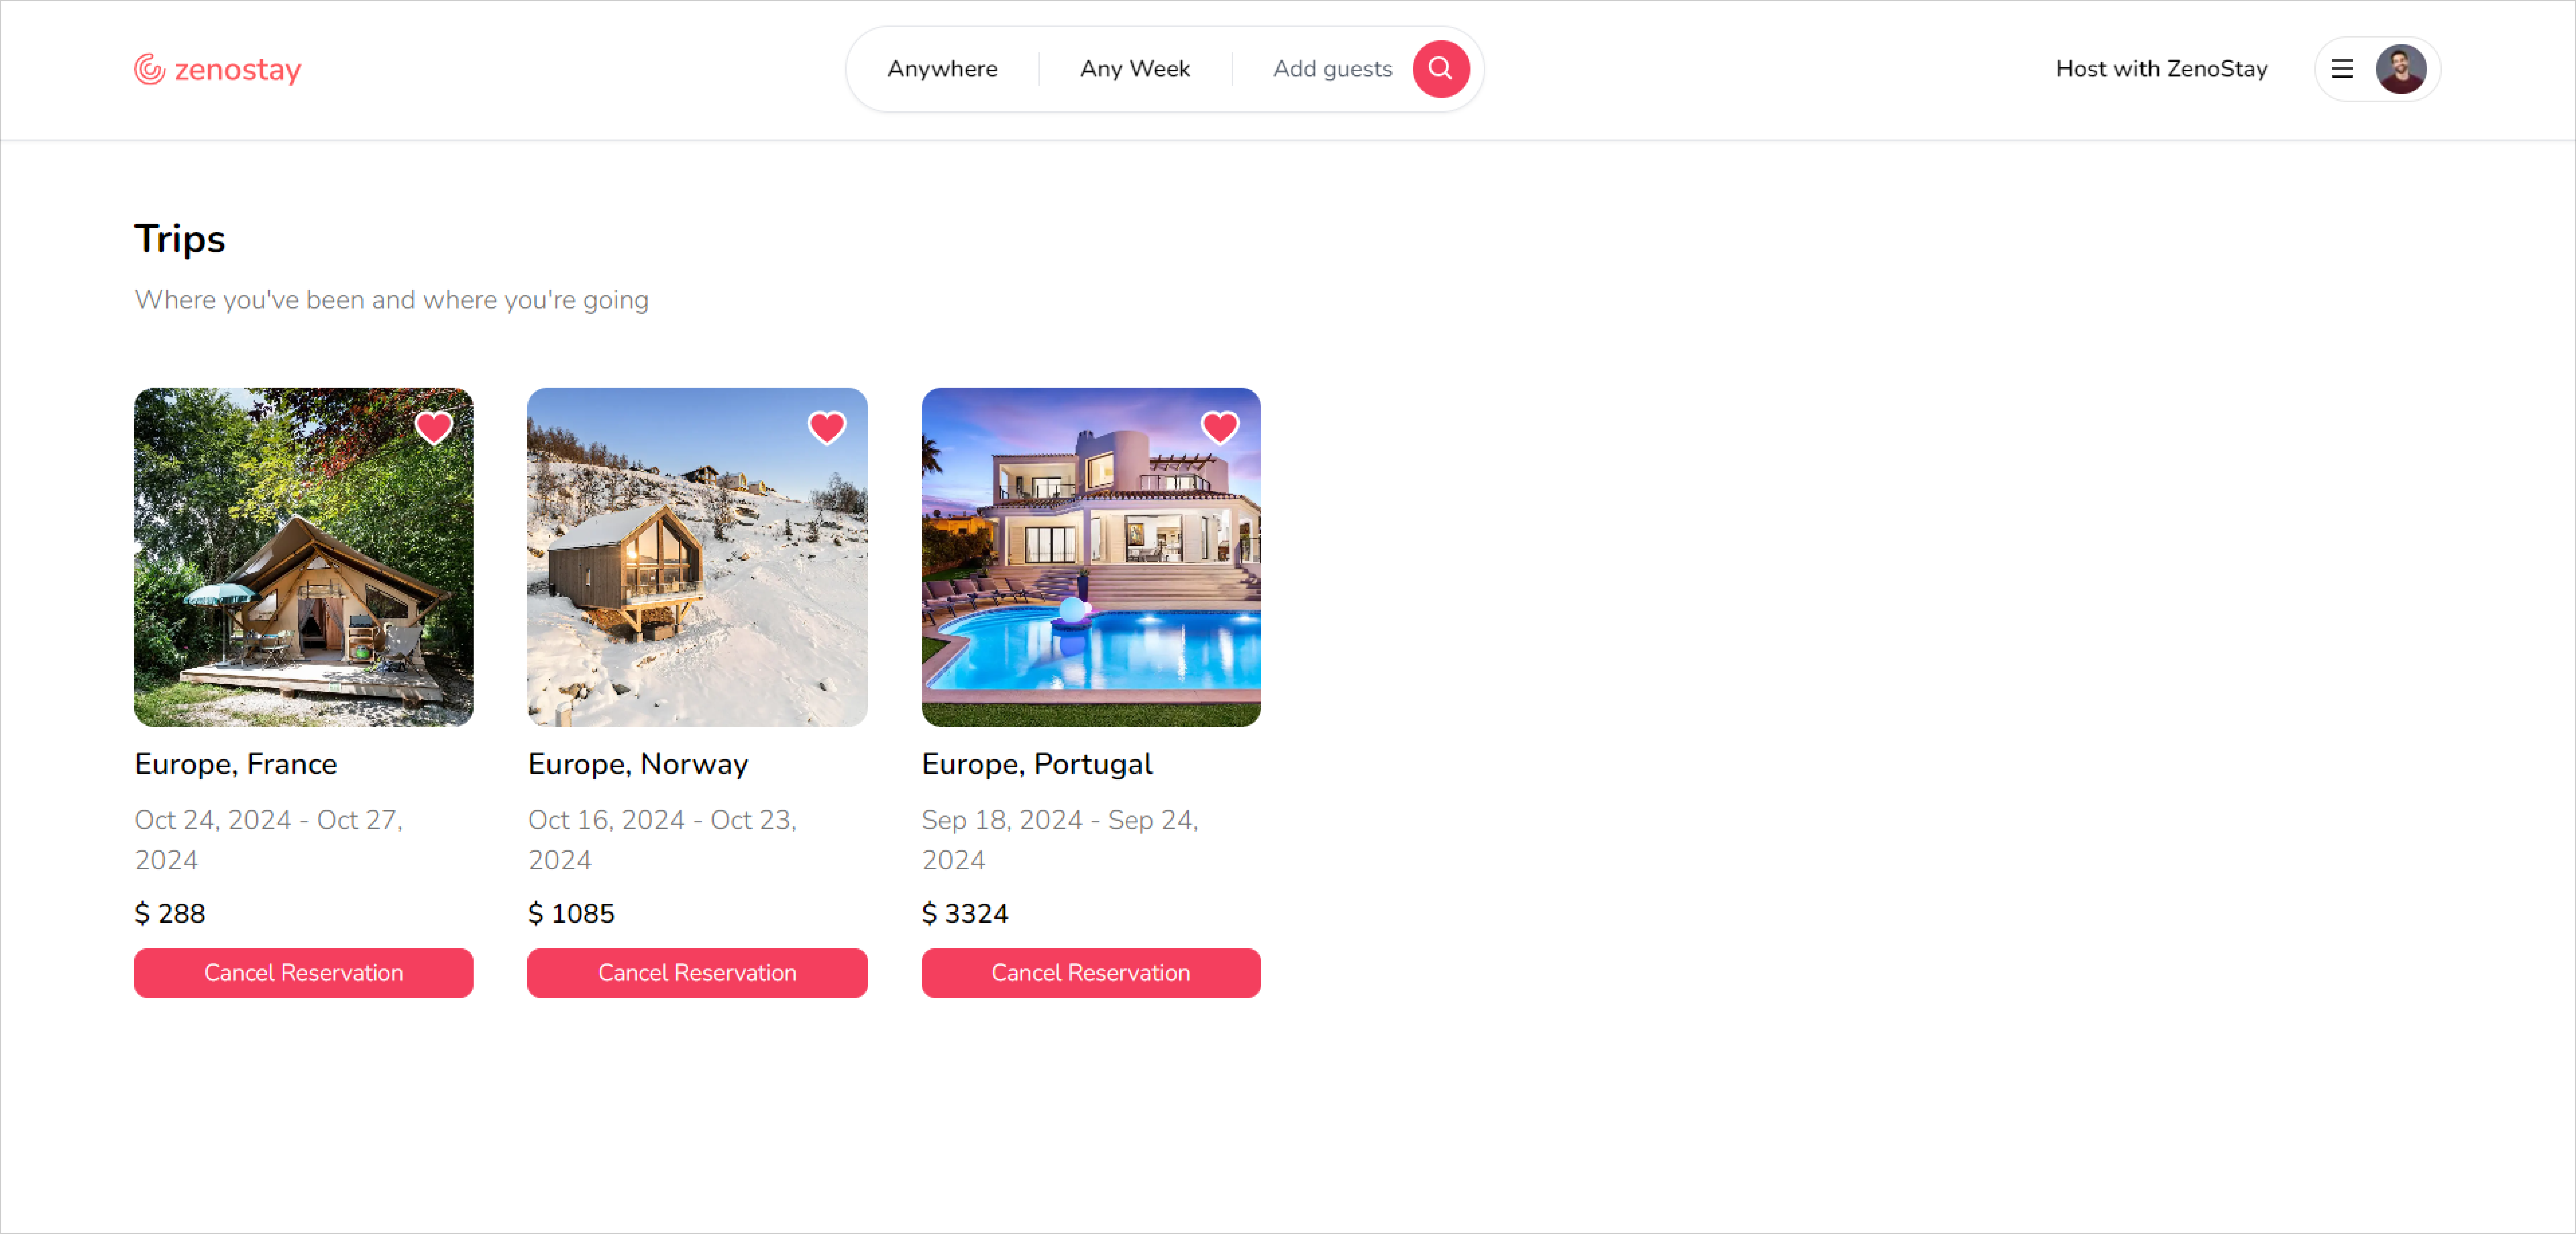 zenostay
Anywhere
Any Week
Add guests
Host with ZenoStay
Trips
Where you've been and where you're going
Europe, France
Oct 24, 2024 - Oct 27,
2024
$ 288
Cancel Reservation
Europe, Norway
Oct 16, 2024 - Oct 23,
2024
$ 1085
Cancel Reservation
Europe, Portugal
Sep 18, 2024 - Sep 24,
2024
$ 3324
Cancel Reservation